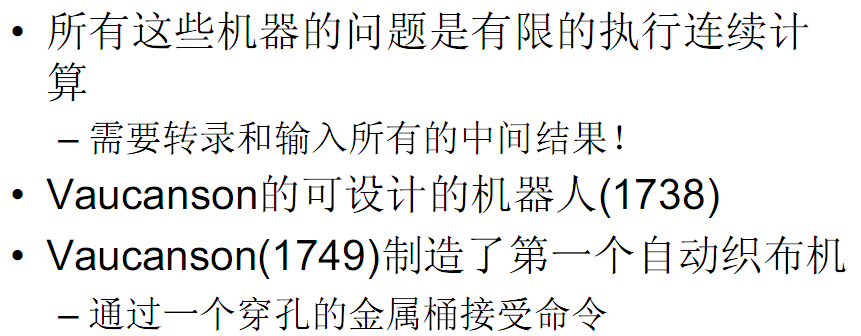 • 所有这些机器的问题是有限的执行连续计
算
– 需要转录和输入所有的中间结果！
• Vaucanson的可设计的机器人(1738)
• Vaucanson(1749)制造了第一个自动织布机
– 通过一个穿孔的金属桶接受命令